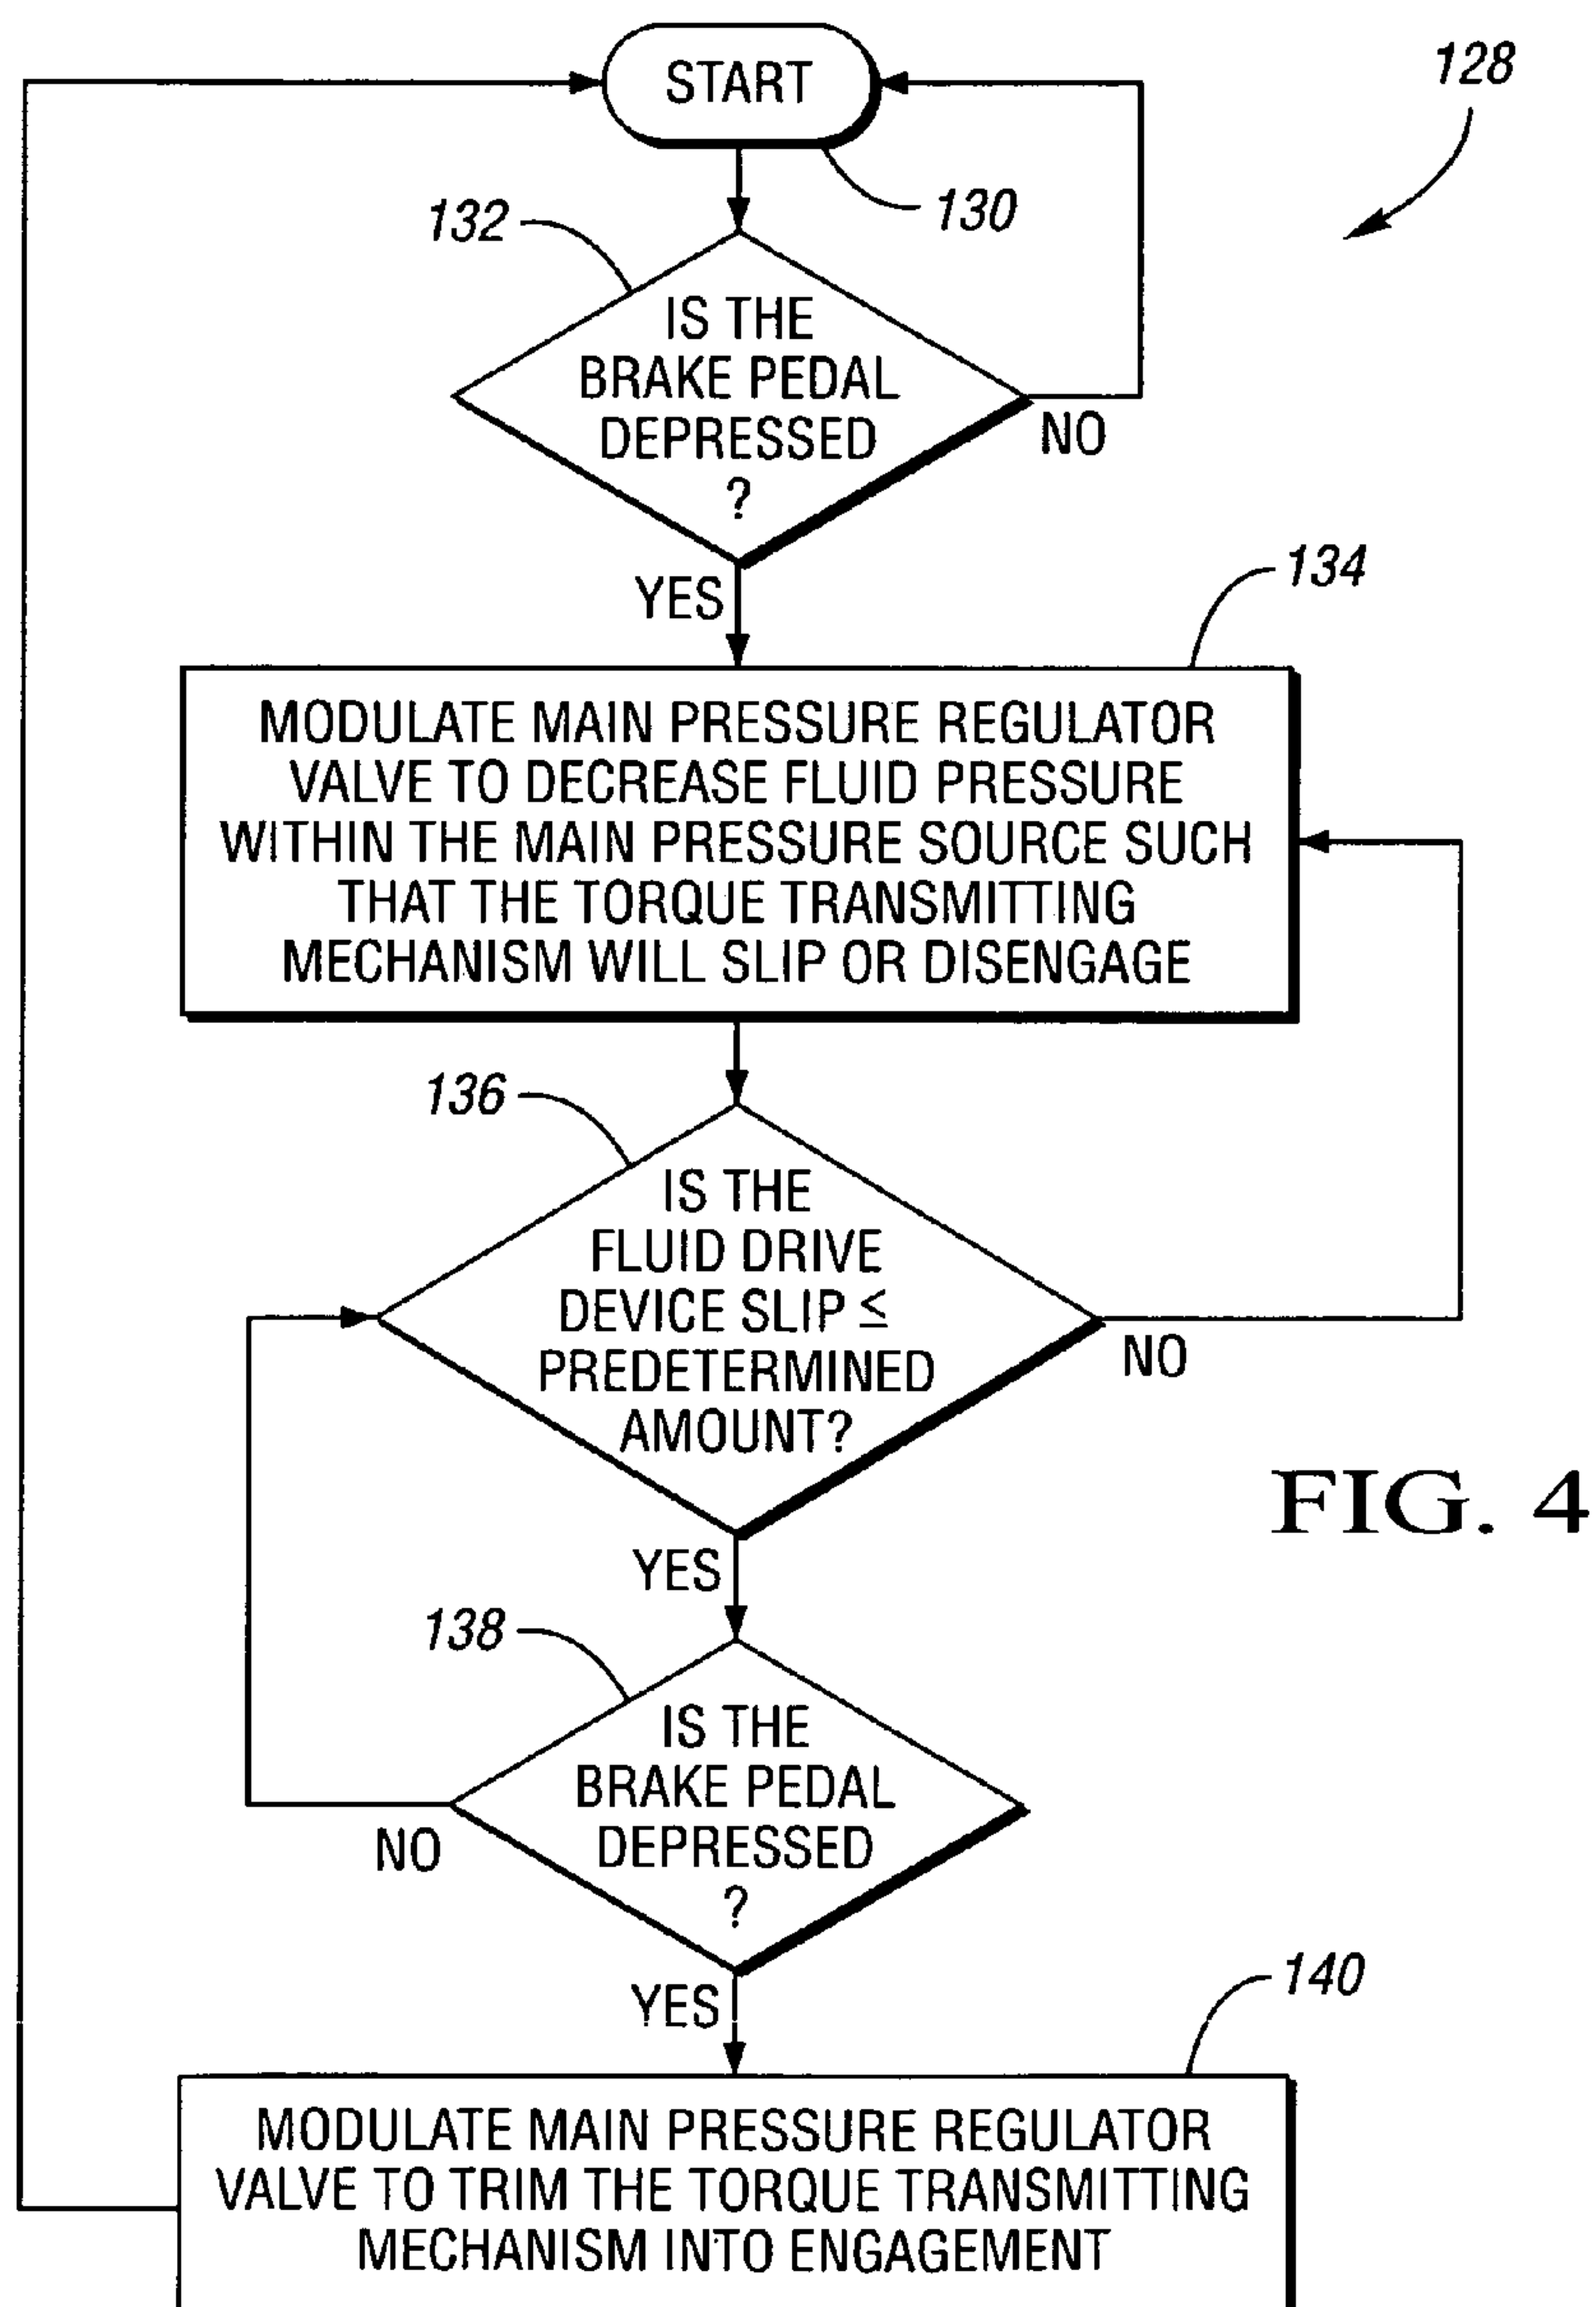 START
128
130
132
IS THE
BRAKE PEDAL
DEPRESSED
?
NO
YES
134
MODULATE MAIN PRESSURE REGULATOR
VALVE TO DECREASE FLUID PRESSURE
WITHIN THE MAIN PRESSURE SOURCE SUCH
THAT THE TORQUE TRANSMITTING
MECHANISM WILL SLIP OR DISENGAGE
136
IS THE
FLUID DRIVE
DEVICE SLIP ≤
PREDETERMINED
AMOUNT?
NO
FIG. 4
YES
138
IS THE
BRAKE PEDAL
DEPRESSED
?
NO
YES
140
MODULATE MAIN PRESSURE REGULATOR
VALVE TO TRIM THE TORQUE TRANSMITTING
MECHANISM INTO ENGAGEMENT